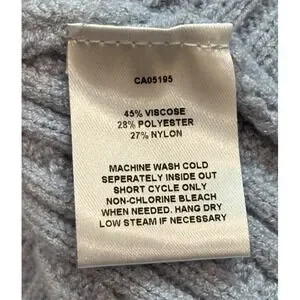 CA05195
45% VISCOSE
28% POLYESTER
27% NYLON
MACHINE WASH COLD
SEPERATELY INSIDE OUT
SHORT CYCLE ONLY
NON-CHLORINE BLEACH
WHEN NEEDED. HANG DRY
LOW STEAM IF NECESSARY